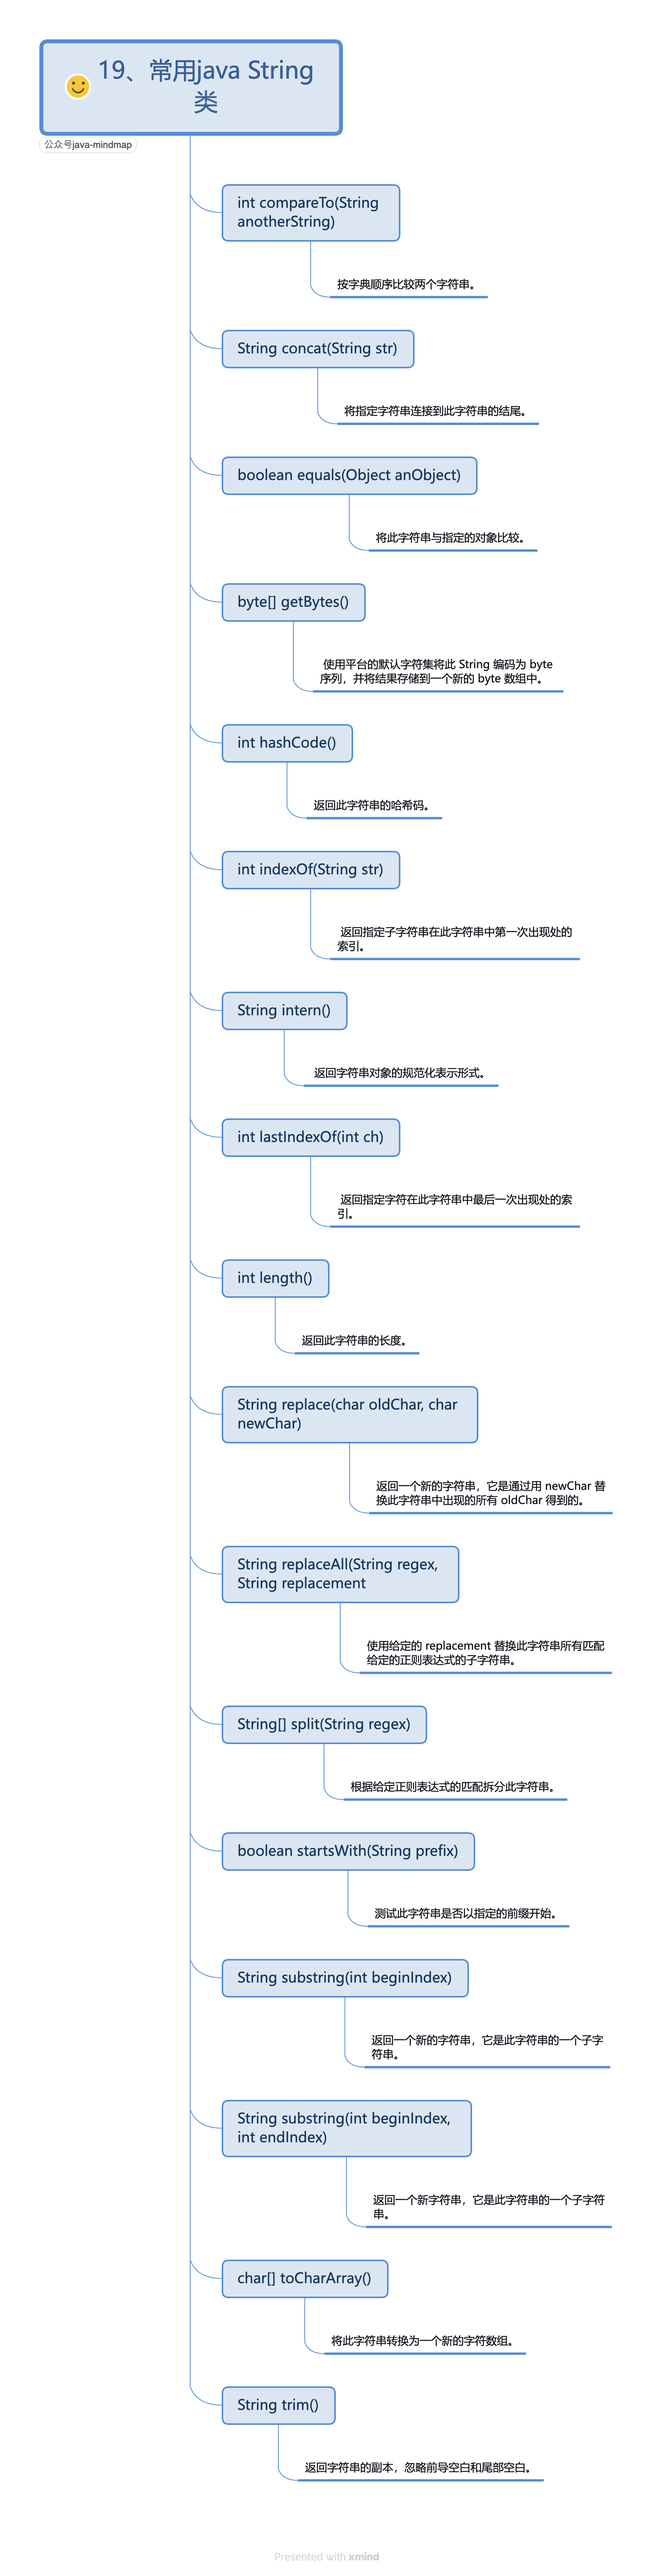 19、常用java String
类
公众号java-mindmap
int compareTo(String
anotherString)
按字典顺序比较两个字符串。
String concat(String str)
将指定字符串连接到此字符串的结尾。
boolean equals(Object anObject)
将此字符串与指定的对象比较。
byte[] getBytes()
使用平台的默认字符集将此 String 编码为 byte
序列，并将结果存储到一个新的 byte 数组中。
int hashCode()
返回此字符串的哈希码。
int indexOf(String str)
返回指定子字符串在此字符串中第一次出现处的
索引。
String intern()
返回字符串对象的规范化表示形式。
int lastIndexOf(int ch)
返回指定字符在此字符串中最后一次出现处的索
引。
int length()
返回此字符串的长度。
String replace(char oldChar, char
newChar)
返回一个新的字符串，它是通过用 newChar 替
换此字符串中出现的所有 oldChar 得到的。
String replaceAll(String regex,
String replacement
使用给定的 replacement 替换此字符串所有匹配
给定的正则表达式的子字符串。
String[] split(String regex)
根据给定正则表达式的匹配拆分此字符串。
boolean startsWith(String prefix)
测试此字符串是否以指定的前缀开始。
String substring(int beginIndex)
返回一个新的字符串，它是此字符串的一个子字
符串。
String substring(int beginIndex,
int endIndex)
返回一个新字符串，它是此字符串的一个子字符
串。
char[] toCharArray()
将此字符串转换为一个新的字符数组。
String trim()
返回字符串的副本，忽略前导空白和尾部空白。
Presented with xmind